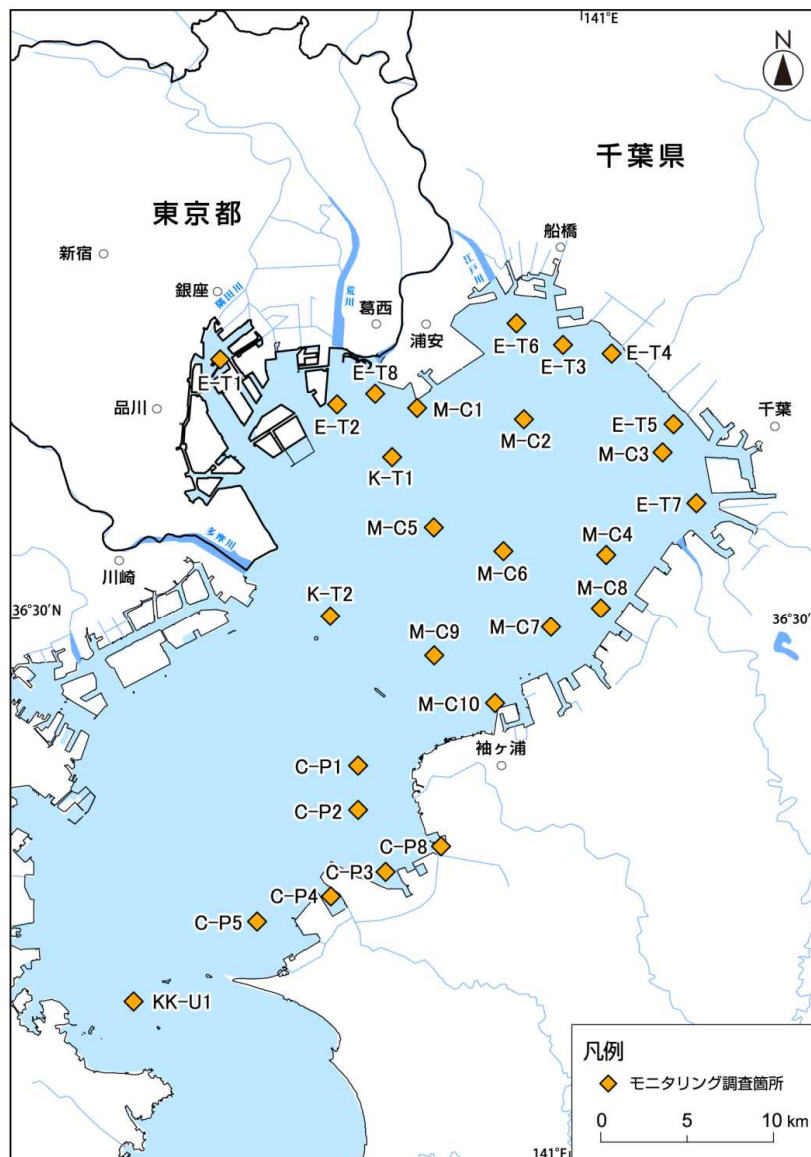 141°E
N
千葉県
東京都
船橋
新宿
江戸川
銀座
隅田川
荒川
葛西
浦安
E-T6
E-T3
E-T4
E-T1
E-T8
品川
E-T2
M-C1
M-C2
E-T5
千葉
M-C3
K-T1
E-T7
M-C5
多摩川
M-C4
川崎
M-C6
M-C8
K-T2
36°30′N
36°30′
M-C7
M-C9
M-C10
袖ヶ浦
C-P1
C-P2
C-P8
C-P3
C-P4
C-P5
KK-U1
凡例
モニタリング調査箇所
0 5 10 km
141°E